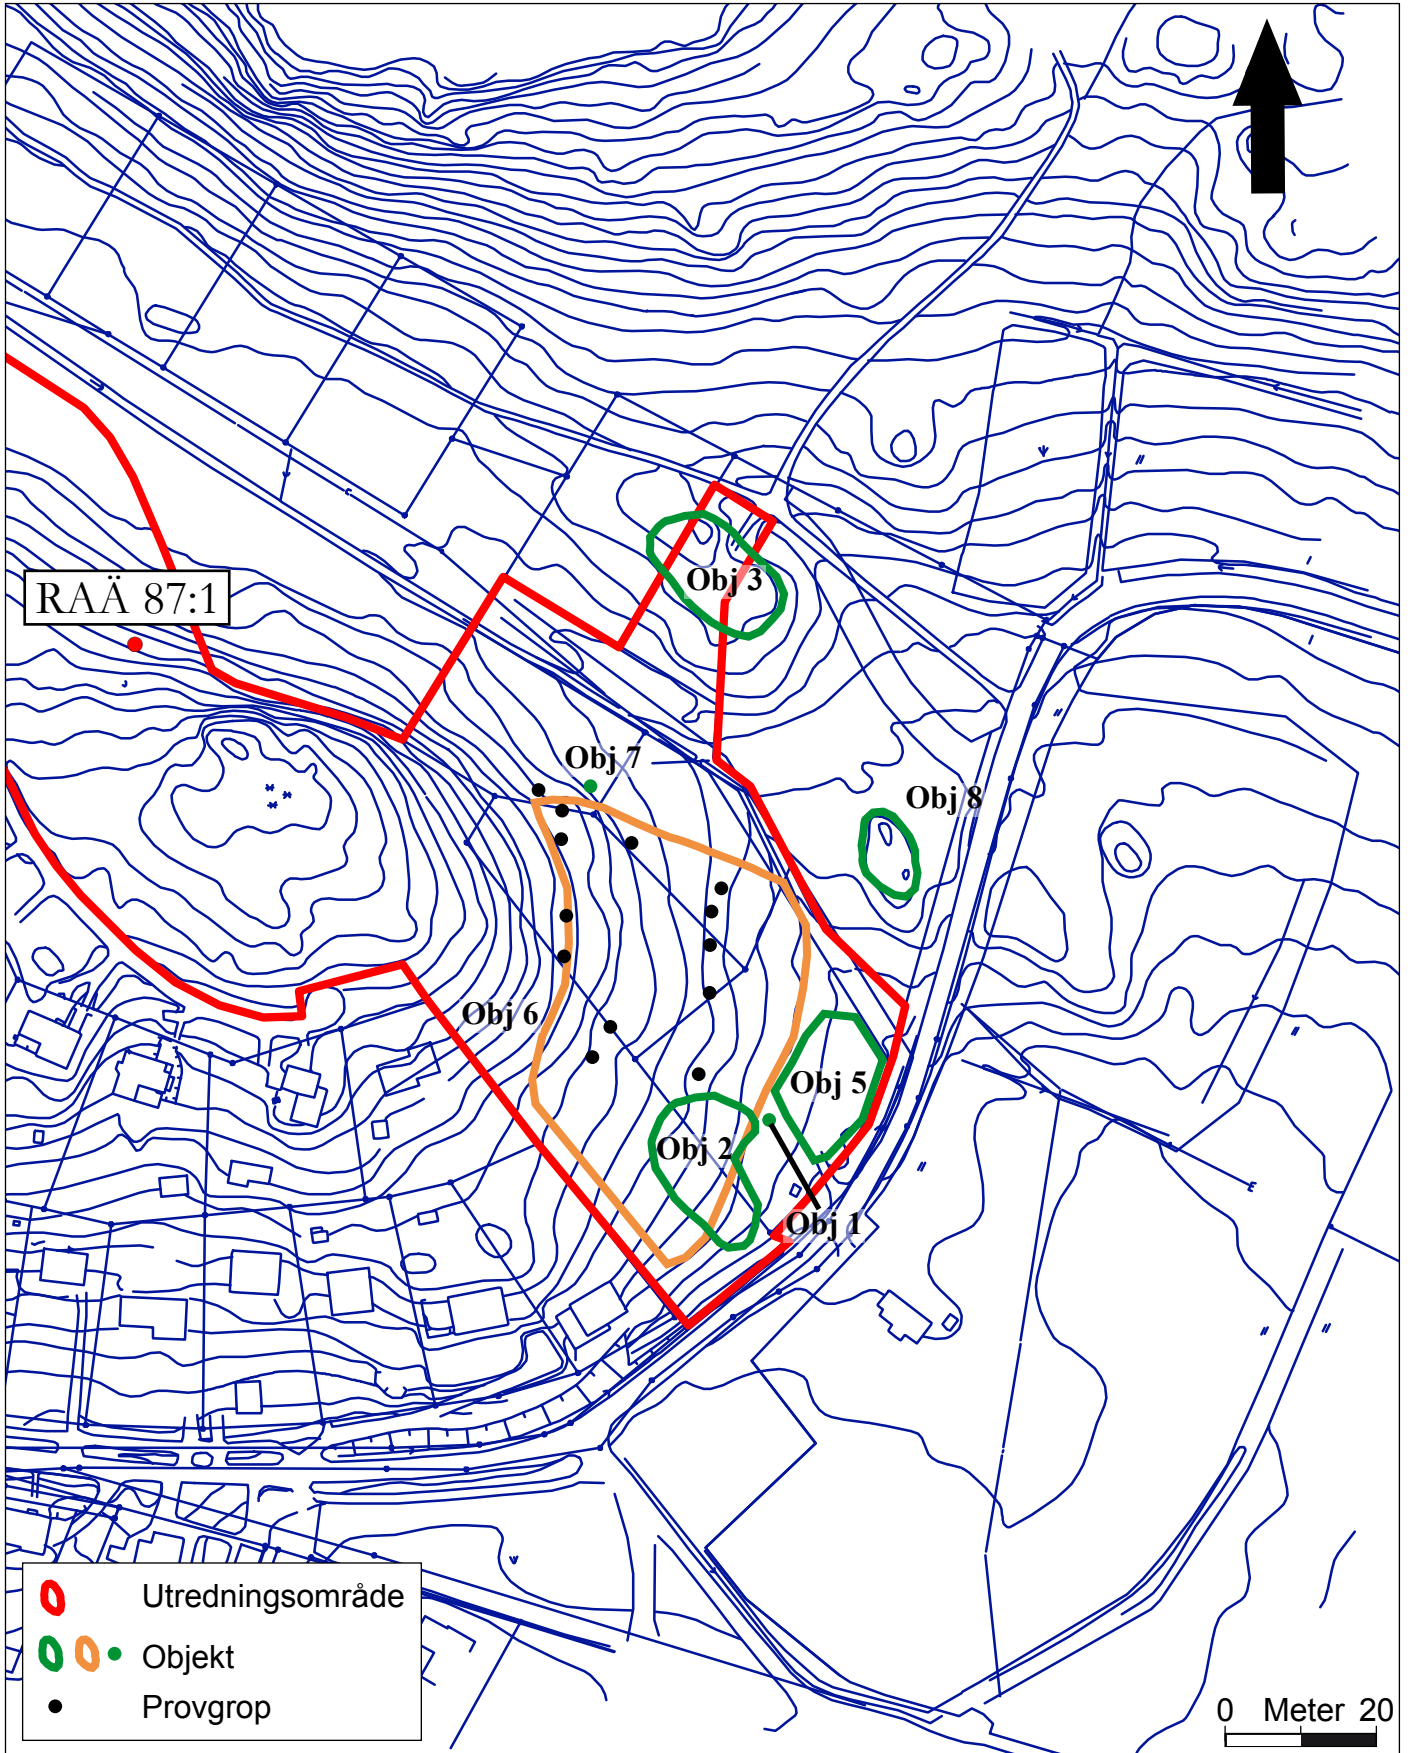 Obj 3
RAÄ 87:1
Obj 7
Obj 8
Obj 6
Obj 5
Obj 2
Obj 1
Utredningsområde
Objekt
Provgrop
0 Meter 20